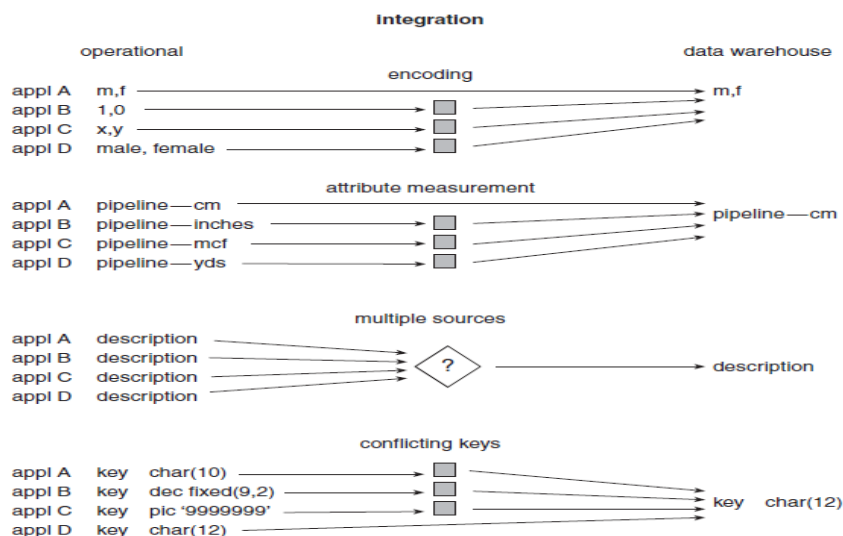 integration
operational data warehouse
encoding
appl A m,f m,f
appl B 1,0
appl C x,y
appl D male, female
attribute measurement
appl A pipeline—cm
appl B pipeline—inches pipeline—cm
appl C pipeline—mcf
appl D pipeline—yds
multiple sources
appl A description
appl B description
? description
appl C description
appl D description
conflicting keys
appl A key char(10)
appl B key dec fixed(9,2)
key char(12)
appl C key pic ‘9999999’
appl D key char(12)